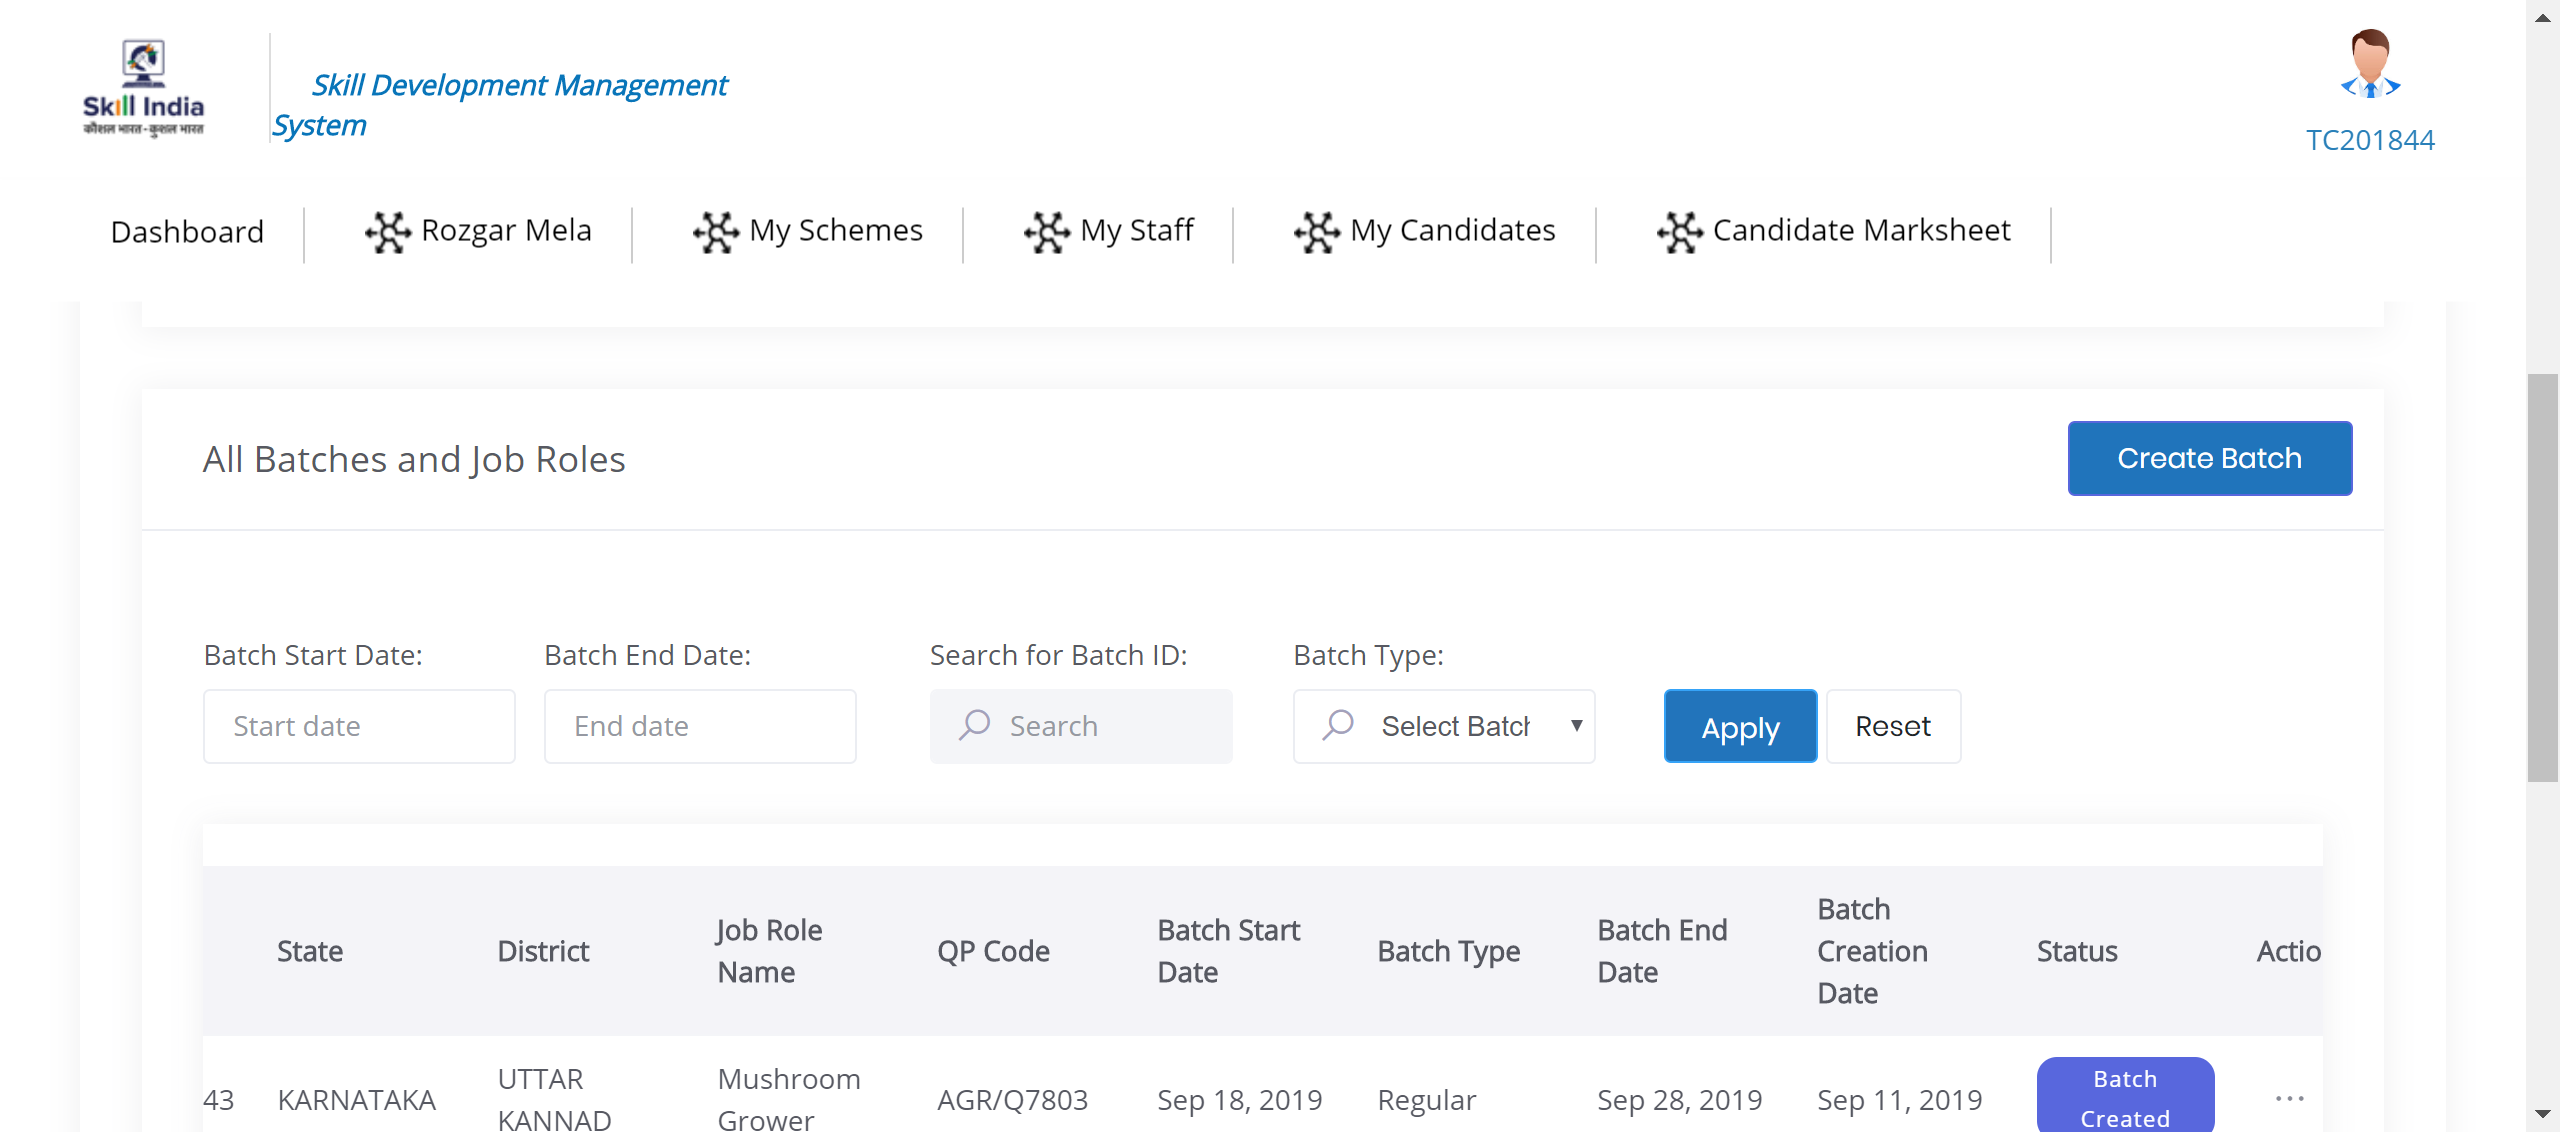 Skill India
कौशल भारत - कुशल भारत
Skill Development Management
System
TC201844
Dashboard
Rozgar Mela
My Schemes
My Staff
My Candidates
Candidate Marksheet
All Batches and Job Roles
Create Batch
Batch Start Date:
Batch End Date:
Search for Batch ID:
Batch Type:
Start date
End date
Search
Select Batch
Apply
Reset
State
District
Job Role
Name
QP Code
Batch Start
Date
Batch Type
Batch End
Date
Batch
Creation
Date
Status
Actio
43
KARNATAKA
UTTAR
KANNAD
Mushroom
Grower
AGR/Q7803
Sep 18, 2019
Regular
Sep 28, 2019
Sep 11, 2019
Batch
Created
...